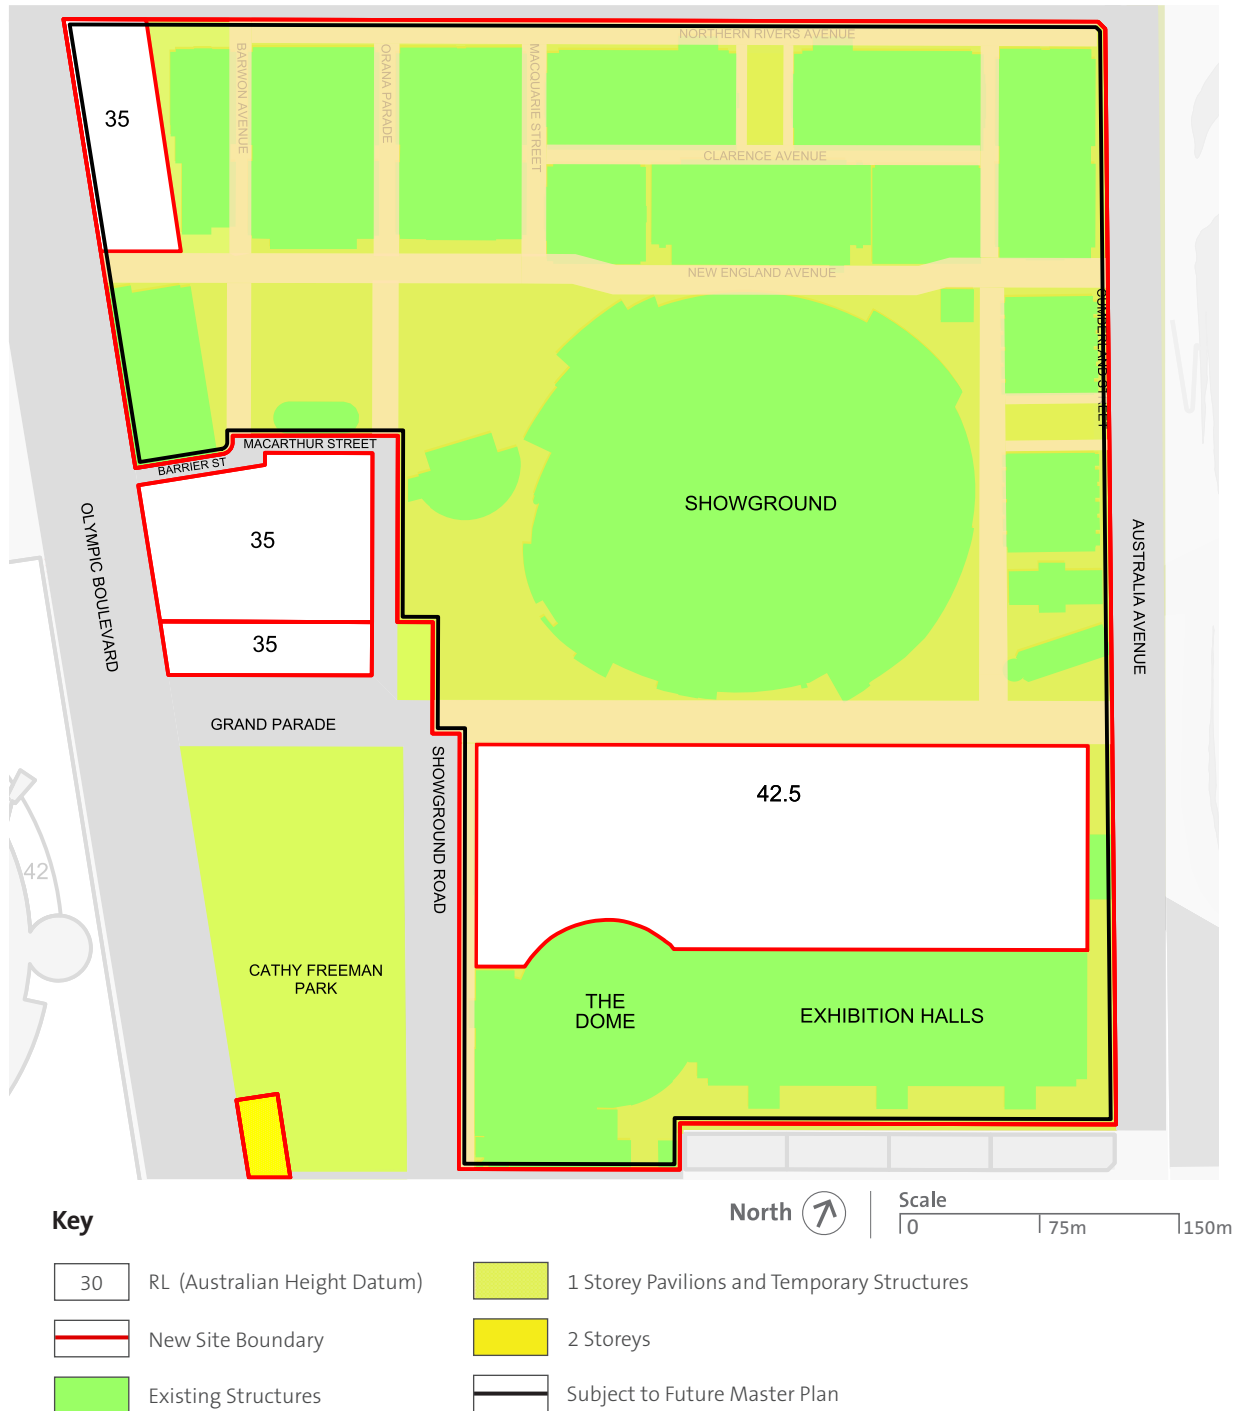 NORTHERN RIVERS AVENUE
BARWON AVENUE
ORANA PARADE
MACQUARIE STREET
35
CLARENCE AVENUE
NEW ENGLAND AVENUE
CUMBERLAND STREET
MACARTHUR STREET
BARRIER ST
SHOWGROUND
OLYMPIC BOULEVARD
35
AUSTRALIA AVENUE
35
GRAND PARADE
SHOWGROUND ROAD
42.5
42
CATHY FREEMAN
PARK
THE
DOME
EXHIBITION HALLS
Key
North
Scale
0
75m
150m
30
RL (Australian Height Datum)
1 Storey Pavilions and Temporary Structures
New Site Boundary
2 Storeys
Existing Structures
Subject to Future Master Plan